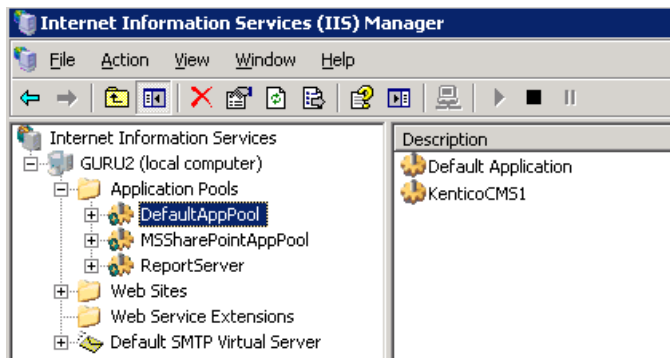 Internet Information Services (IIS) Manager
File Action View Window Help
Internet Information Services
GURU2 (local computer)
Application Pools
DefaultAppPool
MSSharePointAppPool
ReportServer
Web Sites
Web Service Extensions
Default SMTP Virtual Server
Description
Default Application
KenticoCMS1